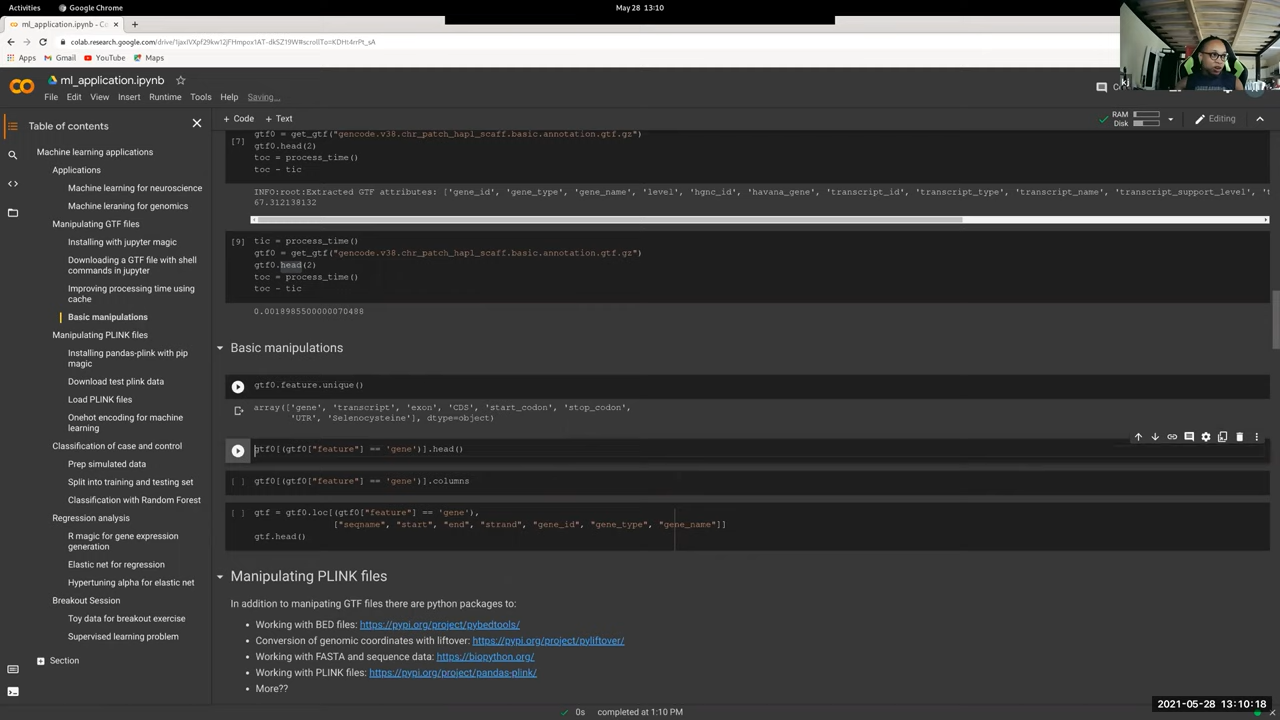 Activities
Google Chrome
May 28 13:10
ml_application.ipynb - Co
colab.research.google.com/drive/
Apps
Gmail
YouTube
Maps
ml_application.ipynb
File Edit View Insert Runtime Tools Help Saving...
kj
RAM
Disk
Editing
Table of contents
+ Code + Text
Machine learning applications
Applications
Machine learning for neuroscience
Machine leraning for genomics
Manipulating GTF files
Installing with jupyter magic
Downloading a GTF file with shell
commands in jupyter
Improving processing time using
cache
Basic manipulations
Manipulating PLINK files
Installing pandas-plink with pip
magic
Download test plink data
Load PLINK files
Onehot encoding for machine
learning
Classification of case and control
Prep simulated data
Split into training and testing set
Classification with Random Forest
Regression analysis
R magic for gene expression
generation
Elastic net for regression
Hypertuning alpha for elastic net
Breakout Session
Toy data for breakout exercise
Supervised learning problem
Section
gtf0 = get_gtf("gencode.v38.chr_patch_hapl_scaff.basic.annotation.gtf.gz")
[7] gtf0.head(2)
toc = process_time()
toc - tic
INFO:root:Extracted GTF attributes: ['gene_id', 'gene_type', 'gene_name', 'level', 'hgnc_id', 'havana_gene', 'transcript_id', 'transcript_type', 'transcript_name', 'transcript_support_level', 't
67.312138132
[9] tic = process_time()
gtf0 = get_gtf("gencode.v38.chr_patch_hapl_scaff.basic.annotation.gtf.gz")
gtf0.head(2)
toc = process_time()
toc - tic
0.0018985500000070488
Basic manipulations
gtf0.feature.unique()
array(['gene', 'transcript', 'exon', 'CDS', 'start_codon', 'stop_codon',
'UTR', 'Selenocysteine'], dtype=object)
gtf0[(gtf0["feature"] == 'gene')].head()
[ ] gtf0[(gtf0["feature"] == 'gene')].columns
[ ] gtf = gtf0.loc[(gtf0["feature"] == 'gene'),
["seqname", "start", "end", "strand", "gene_id", "gene_type", "gene_name"]]
gtf.head()
Manipulating PLINK files
In addition to manipating GTF files there are python packages to:
• Working with BED files: https://pypi.org/project/pybedtools/
• Conversion of genomic coordinates with liftover: https://pypi.org/project/pyliftover/
• Working with FASTA and sequence data: https://biopython.org/
• Working with PLINK files: https://pypi.org/project/pandas-plink/
• More??
0s completed at 1:10 PM
2021-05-28 13:10:18